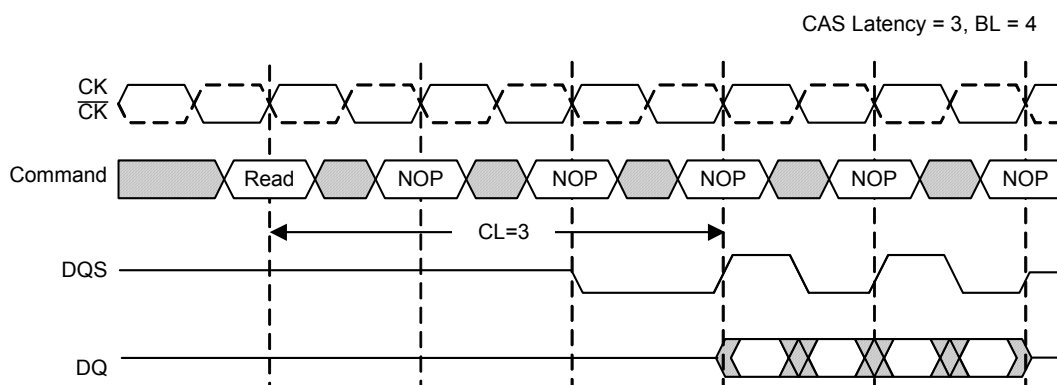 CAS Latency = 3, BL = 4
CK
CK
Command Read NOP NOP NOP NOP NOP
CL=3
DQS
DQ